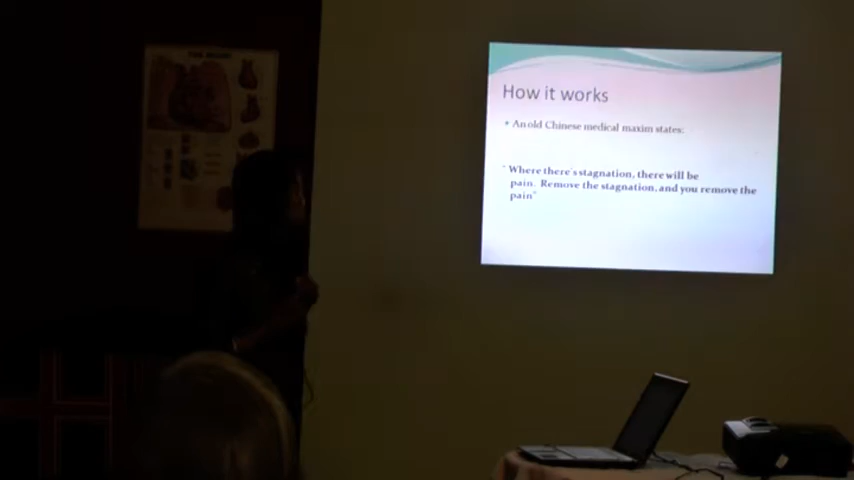 How it works
An old Chinese medical maxim states:
" Where there's stagnation, there will be
pain. Remove the stagnation, and you remove the
pain"